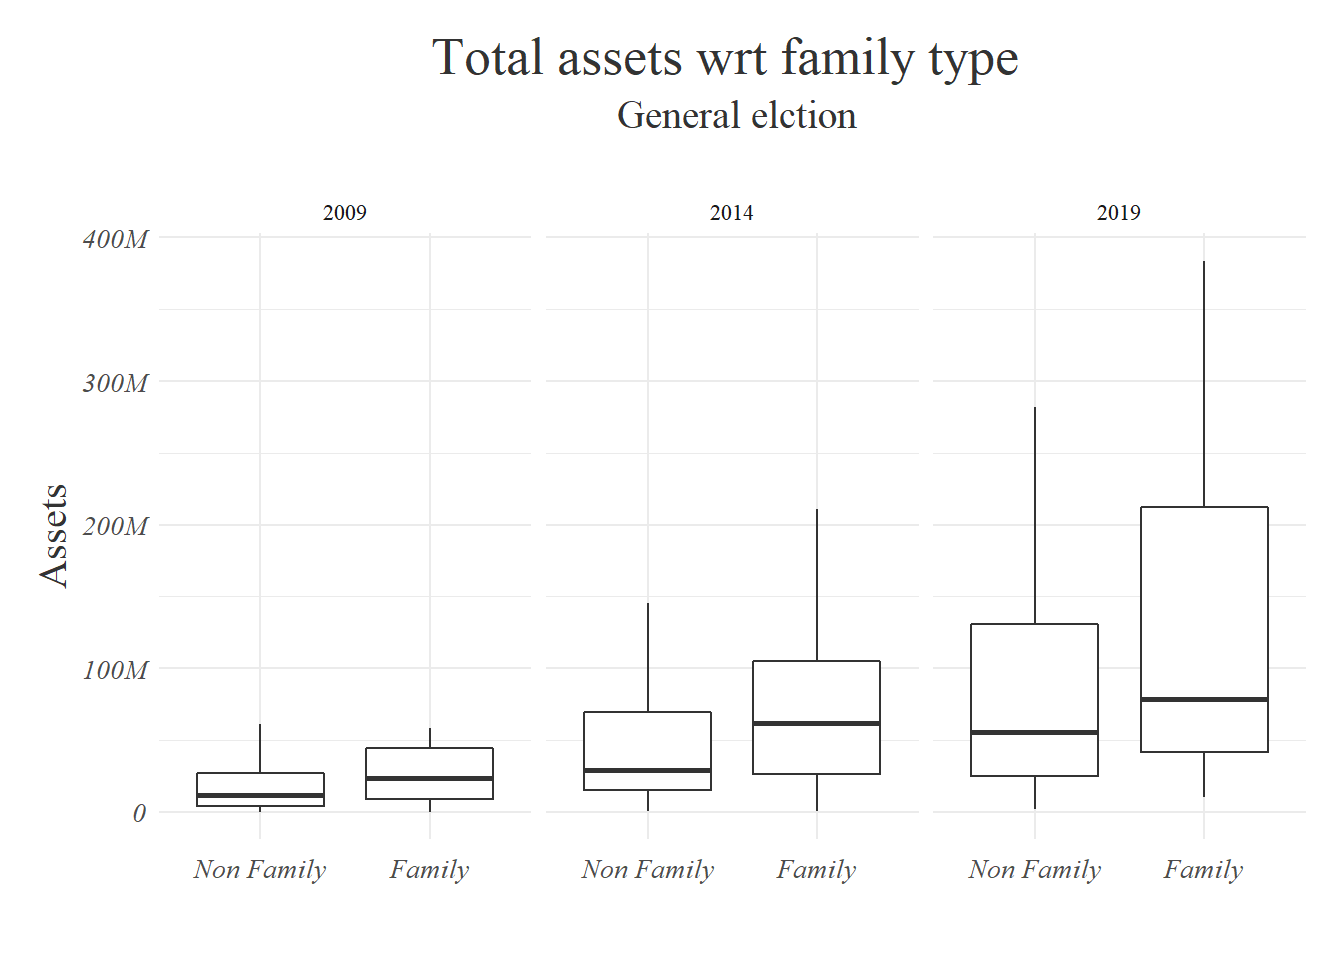 Total assets wrt family type
General elction
2009 2014 2019
400M
300M
200M
100M
0
Assets
Non Family Family Non Family Family Non Family Family